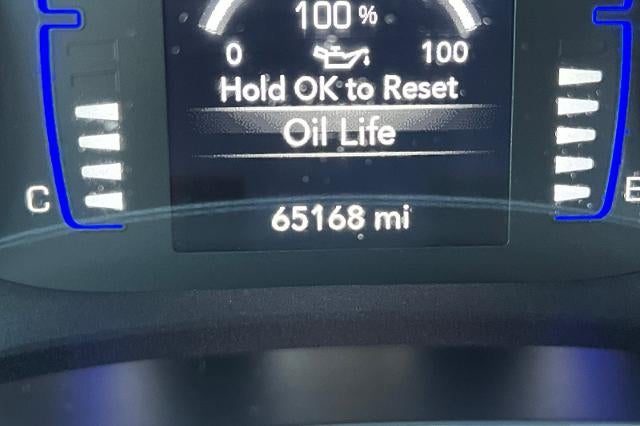 100%
0 100
Hold OK to Reset
Oil Life
C E
65168 mi